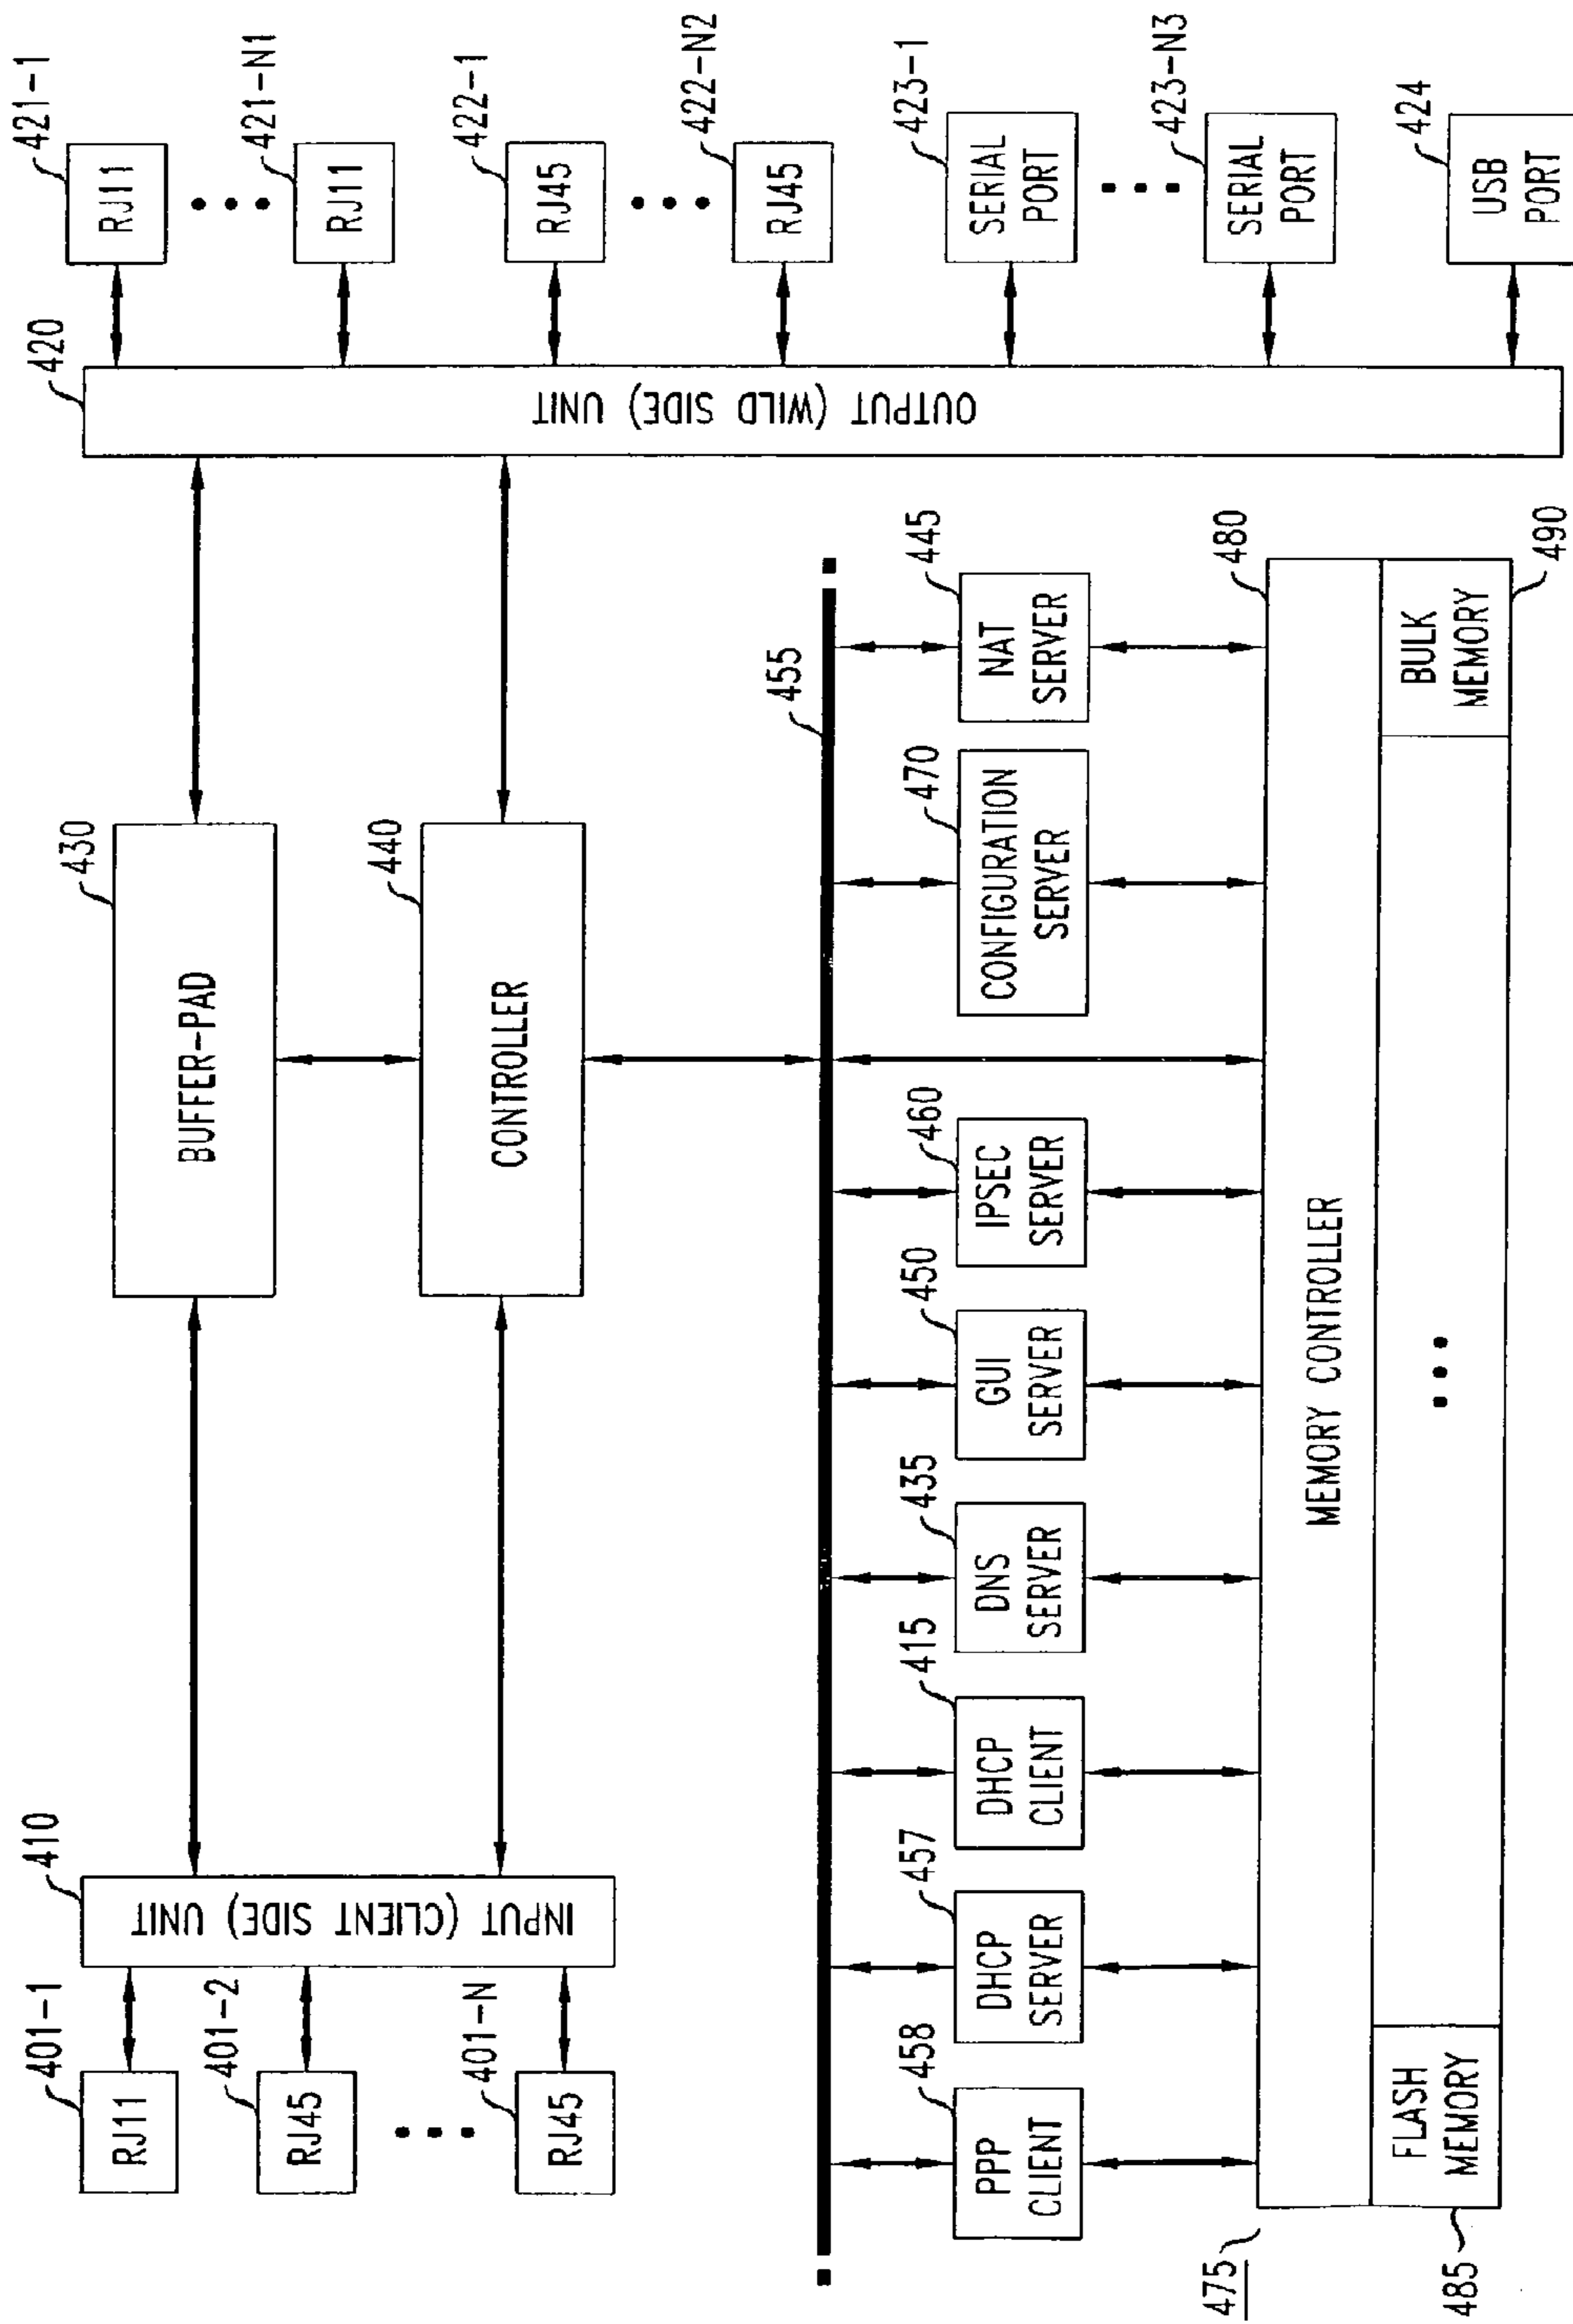 401-1
RJ11
401-2
RJ45
401-N
RJ45
410
INPUT (CLIENT SIDE) UNIT
430
BUFFER-PAD
440
CONTROLLER
420
OUTPUT (WILD SIDE) UNIT
421-1
RJ11
421-N1
RJ11
422-1
RJ45
422-N2
RJ45
423-1
SERIAL
PORT
423-N3
SERIAL
PORT
424
USB
PORT
455
458
PPP
CLIENT
457
DHCP
SERVER
415
DHCP
CLIENT
435
DNS
SERVER
450
GUI
SERVER
460
IPSEC
SERVER
470
CONFIGURATION
SERVER
445
NAT
SERVER
475
480
MEMORY CONTROLLER
485
FLASH
MEMORY
BULK
MEMORY
490